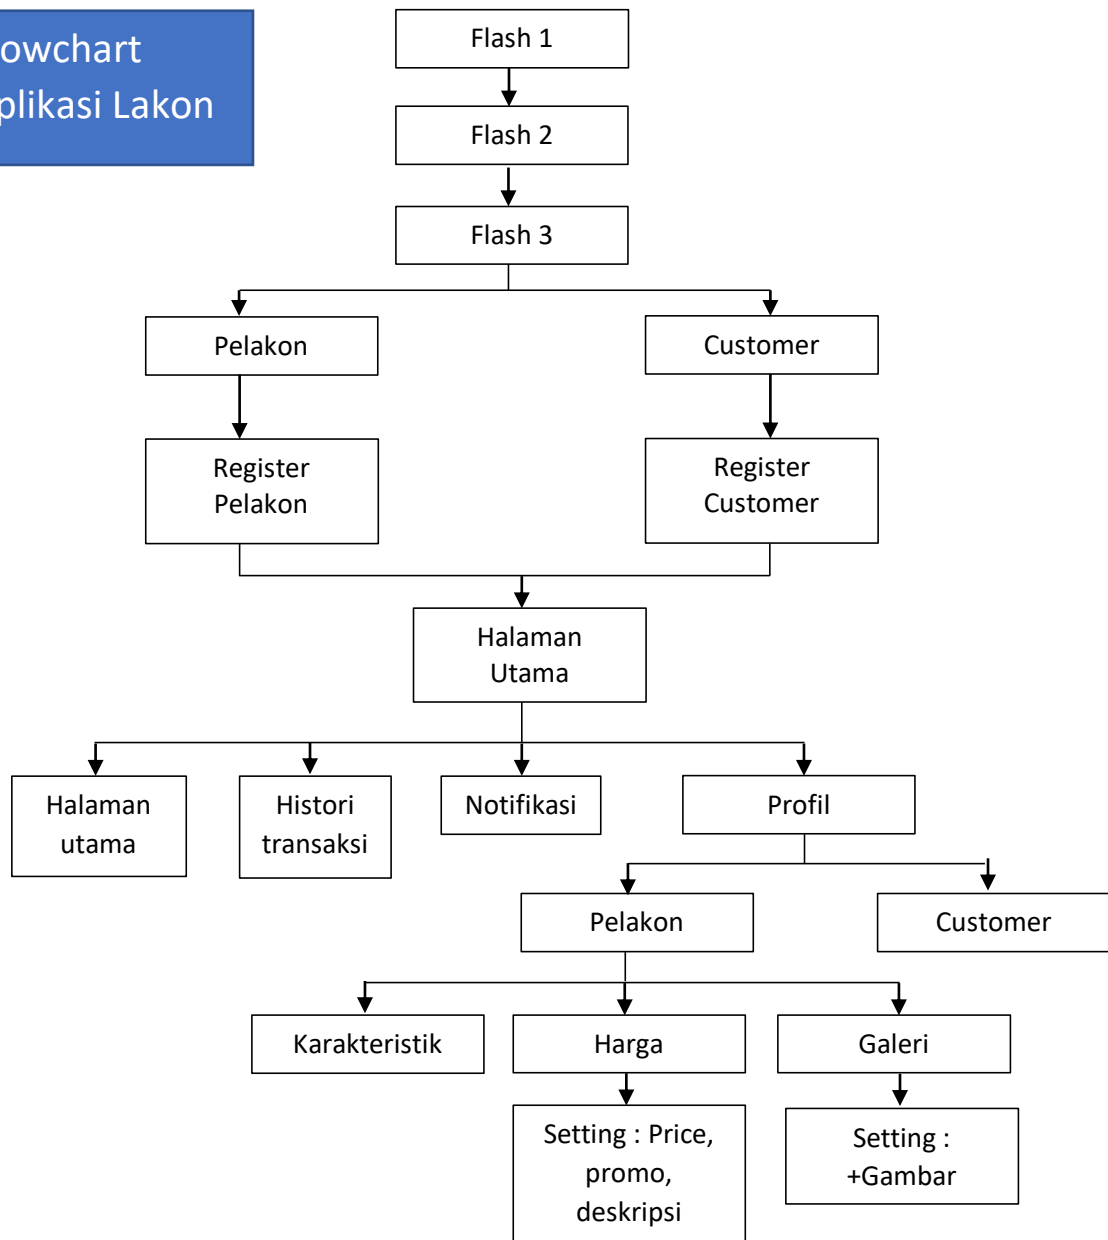 owchart
plikasi Lakon
Flash 1
Flash 2
Flash 3
Pelakon
Customer
Register
Pelakon
Register
Customer
Halaman
Utama
Halaman
utama
Histori
transaksi
Notifikasi
Profil
Pelakon
Customer
Karakteristik
Harga
Galeri
Setting : Price,
promo,
deskripsi
Setting :
+Gambar